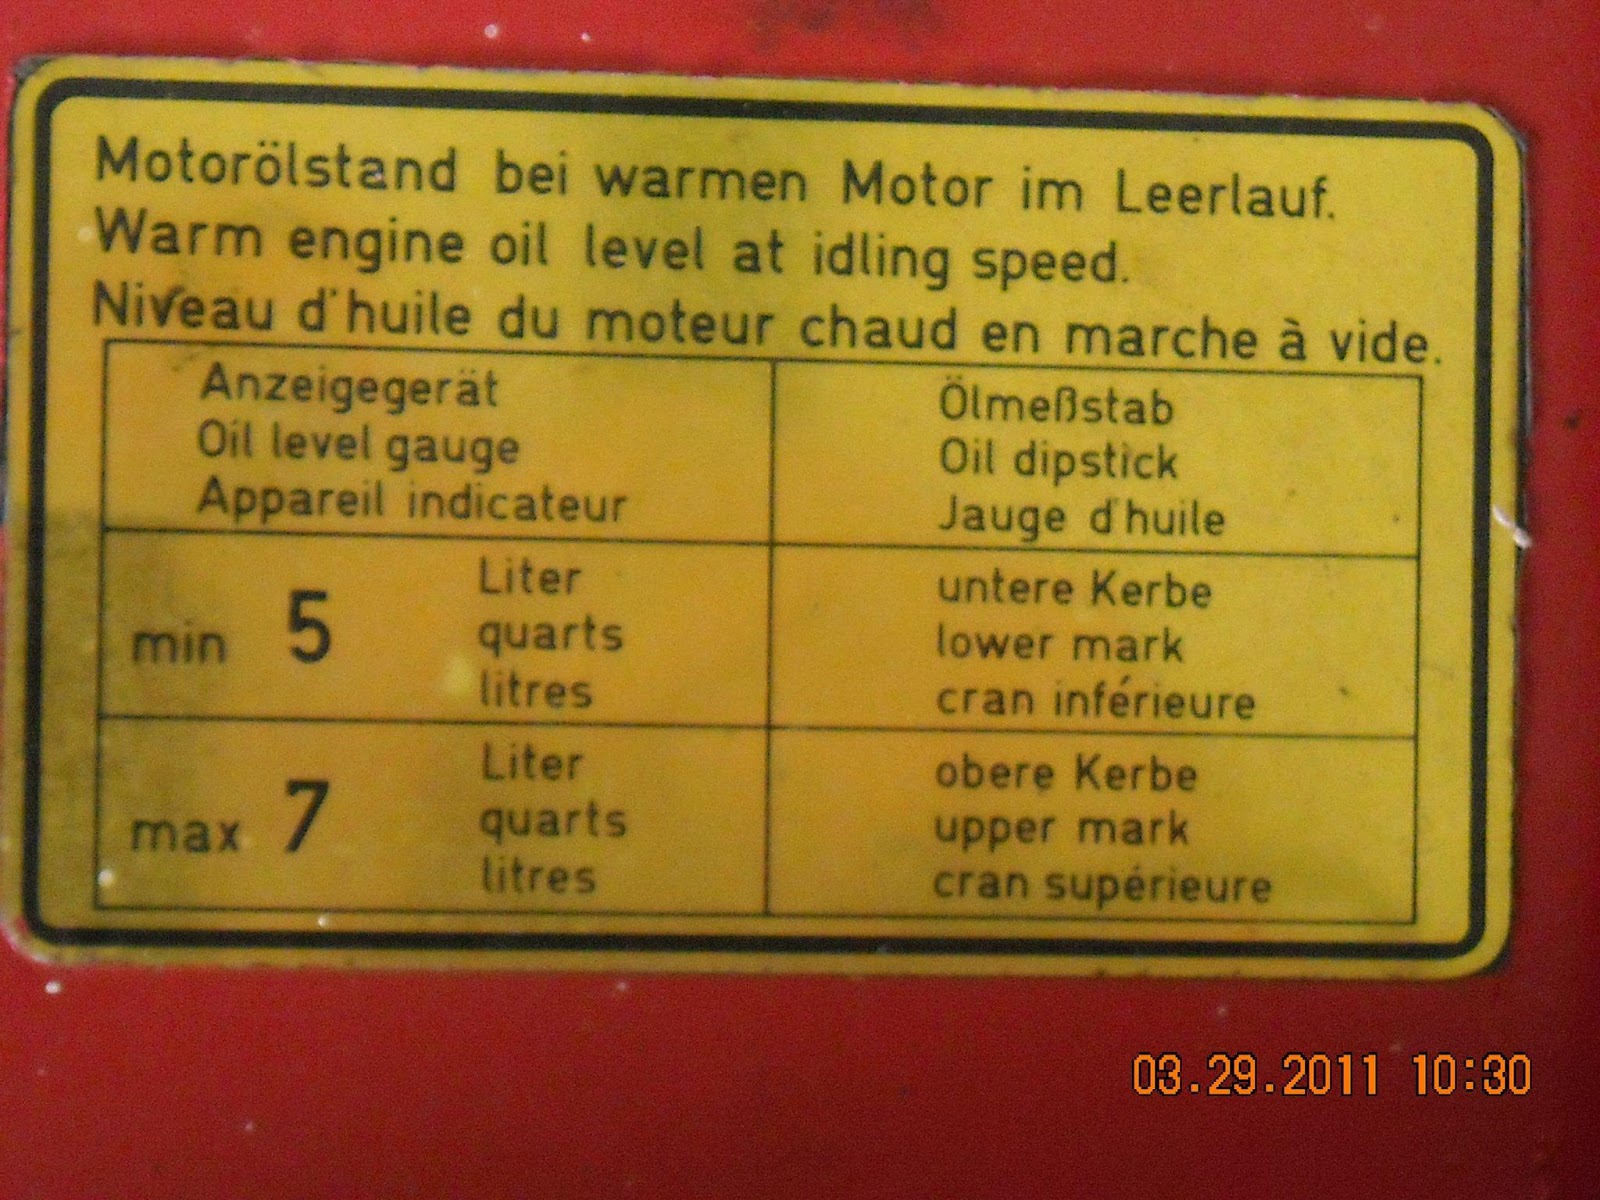 Motorölstand bei warmen Motor im Leerlauf.
Warm engine oil level at idling speed.
Niveau d'huile du moteur chaud en marche à vide.
Anzeigegerät
Oil level gauge
Appareil indicateur
Ölmeßstab
Oil dipstick
Jauge d'huile
min 5
Liter
quarts
litres
untere Kerbe
lower mark
cran inférieure
max 7
Liter
quarts
litres
obere Kerbe
upper mark
cran supérieure
03.29.2011 10:30